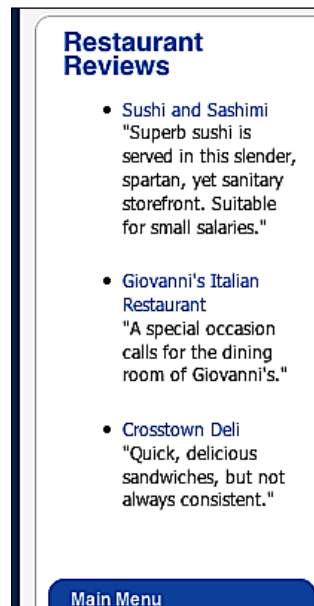 Restaurant
Reviews
Sushi and Sashimi
"Superb sushi is
served in this slender,
spartan, yet sanitary
storefront. Suitable
for small salaries."
Giovanni's Italian
Restaurant
"A special occasion
calls for the dining
room of Giovanni's."
Crosstown Deli
"Quick, delicious
sandwiches, but not
always consistent."
Main Menu